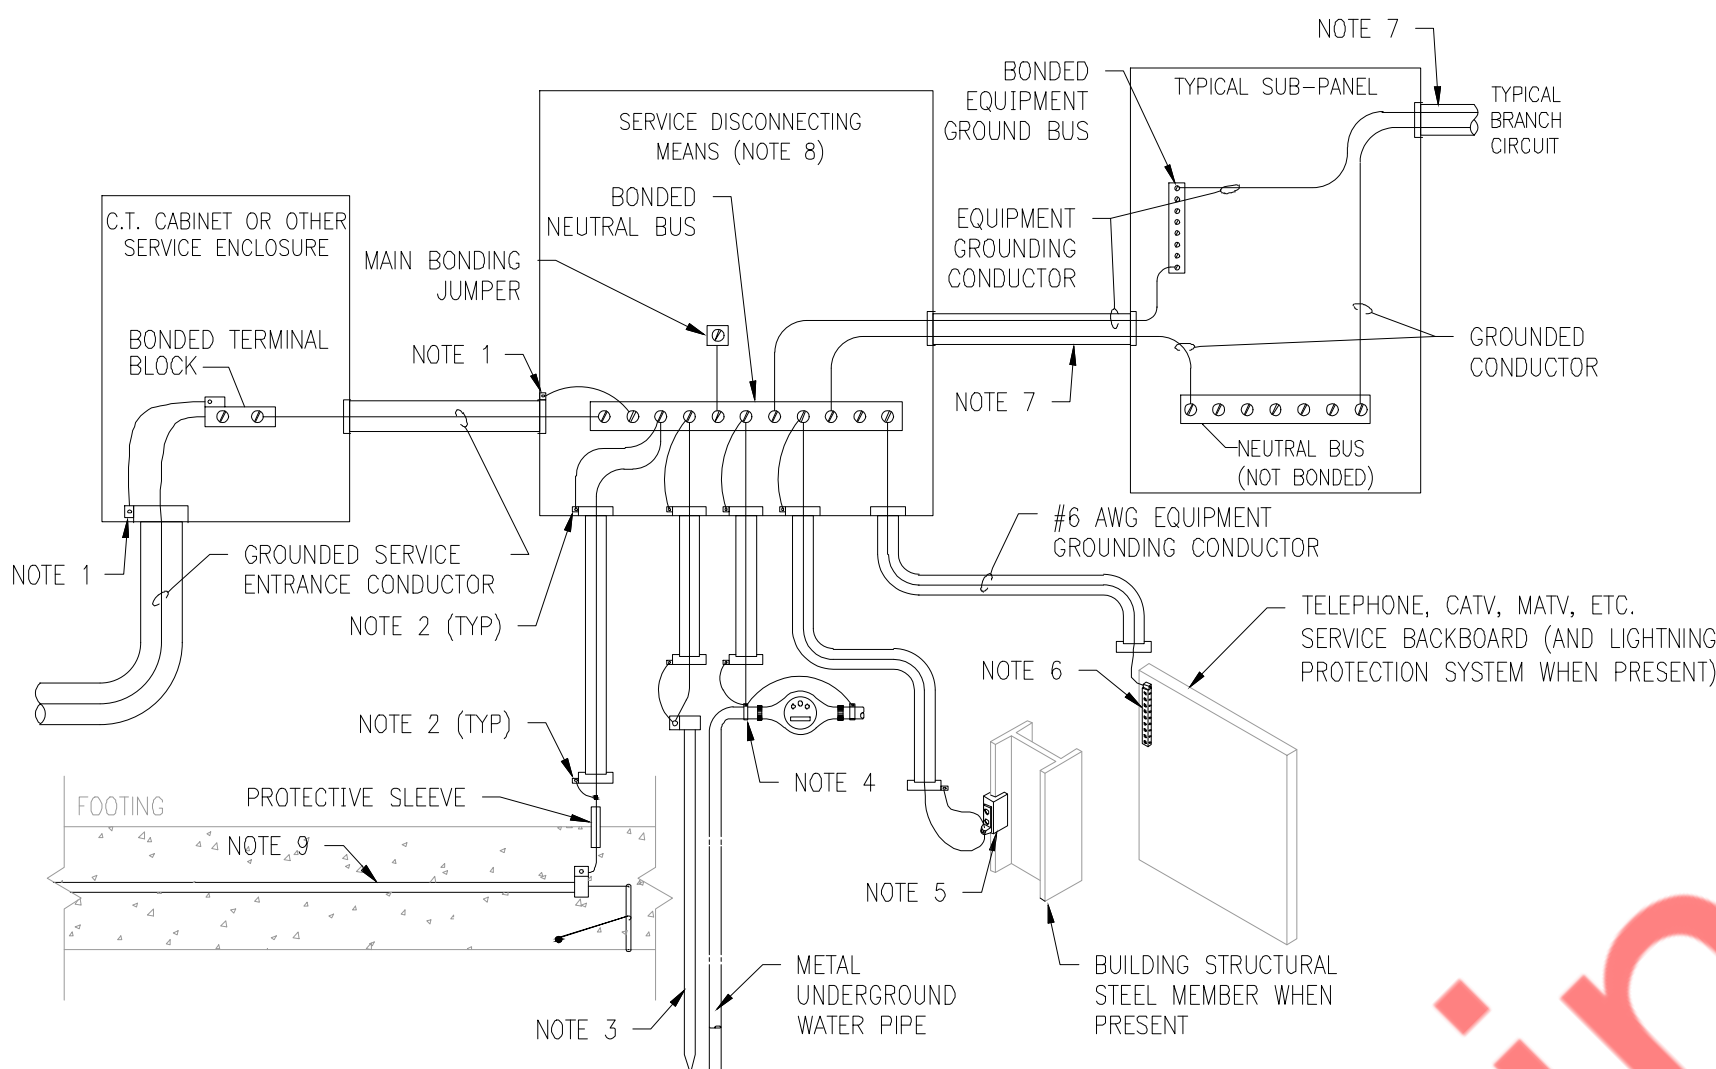 NOTE 7
BONDED
EQUIPMENT
GROUND BUS
TYPICAL SUB-PANEL
TYPICAL
BRANCH
CIRCUIT
SERVICE DISCONNECTING
MEANS (NOTE 8)
BONDED
NEUTRAL BUS
C.T. CABINET OR OTHER
SERVICE ENCLOSURE
MAIN BONDING
JUMPER
EQUIPMENT
GROUNDING
CONDUCTOR
BONDED TERMINAL
BLOCK
NOTE 1
GROUNDED
CONDUCTOR
NOTE 7
NEUTRAL BUS
(NOT BONDED)
NOTE 1
GROUNDED SERVICE
ENTRANCE CONDUCTOR
#6 AWG EQUIPMENT
GROUNDING CONDUCTOR
NOTE 2 (TYP)
TELEPHONE, CATV, MATV, ETC.
SERVICE BACKBOARD (AND LIGHTNING
PROTECTION SYSTEM WHEN PRESENT)
NOTE 6
NOTE 2 (TYP)
NOTE 4
PROTECTIVE SLEEVE
FOOTING
NOTE 9
NOTE 5
METAL
UNDERGROUND
WATER PIPE
BUILDING STRUCTURAL
STEEL MEMBER WHEN
PRESENT
NOTE 3
in